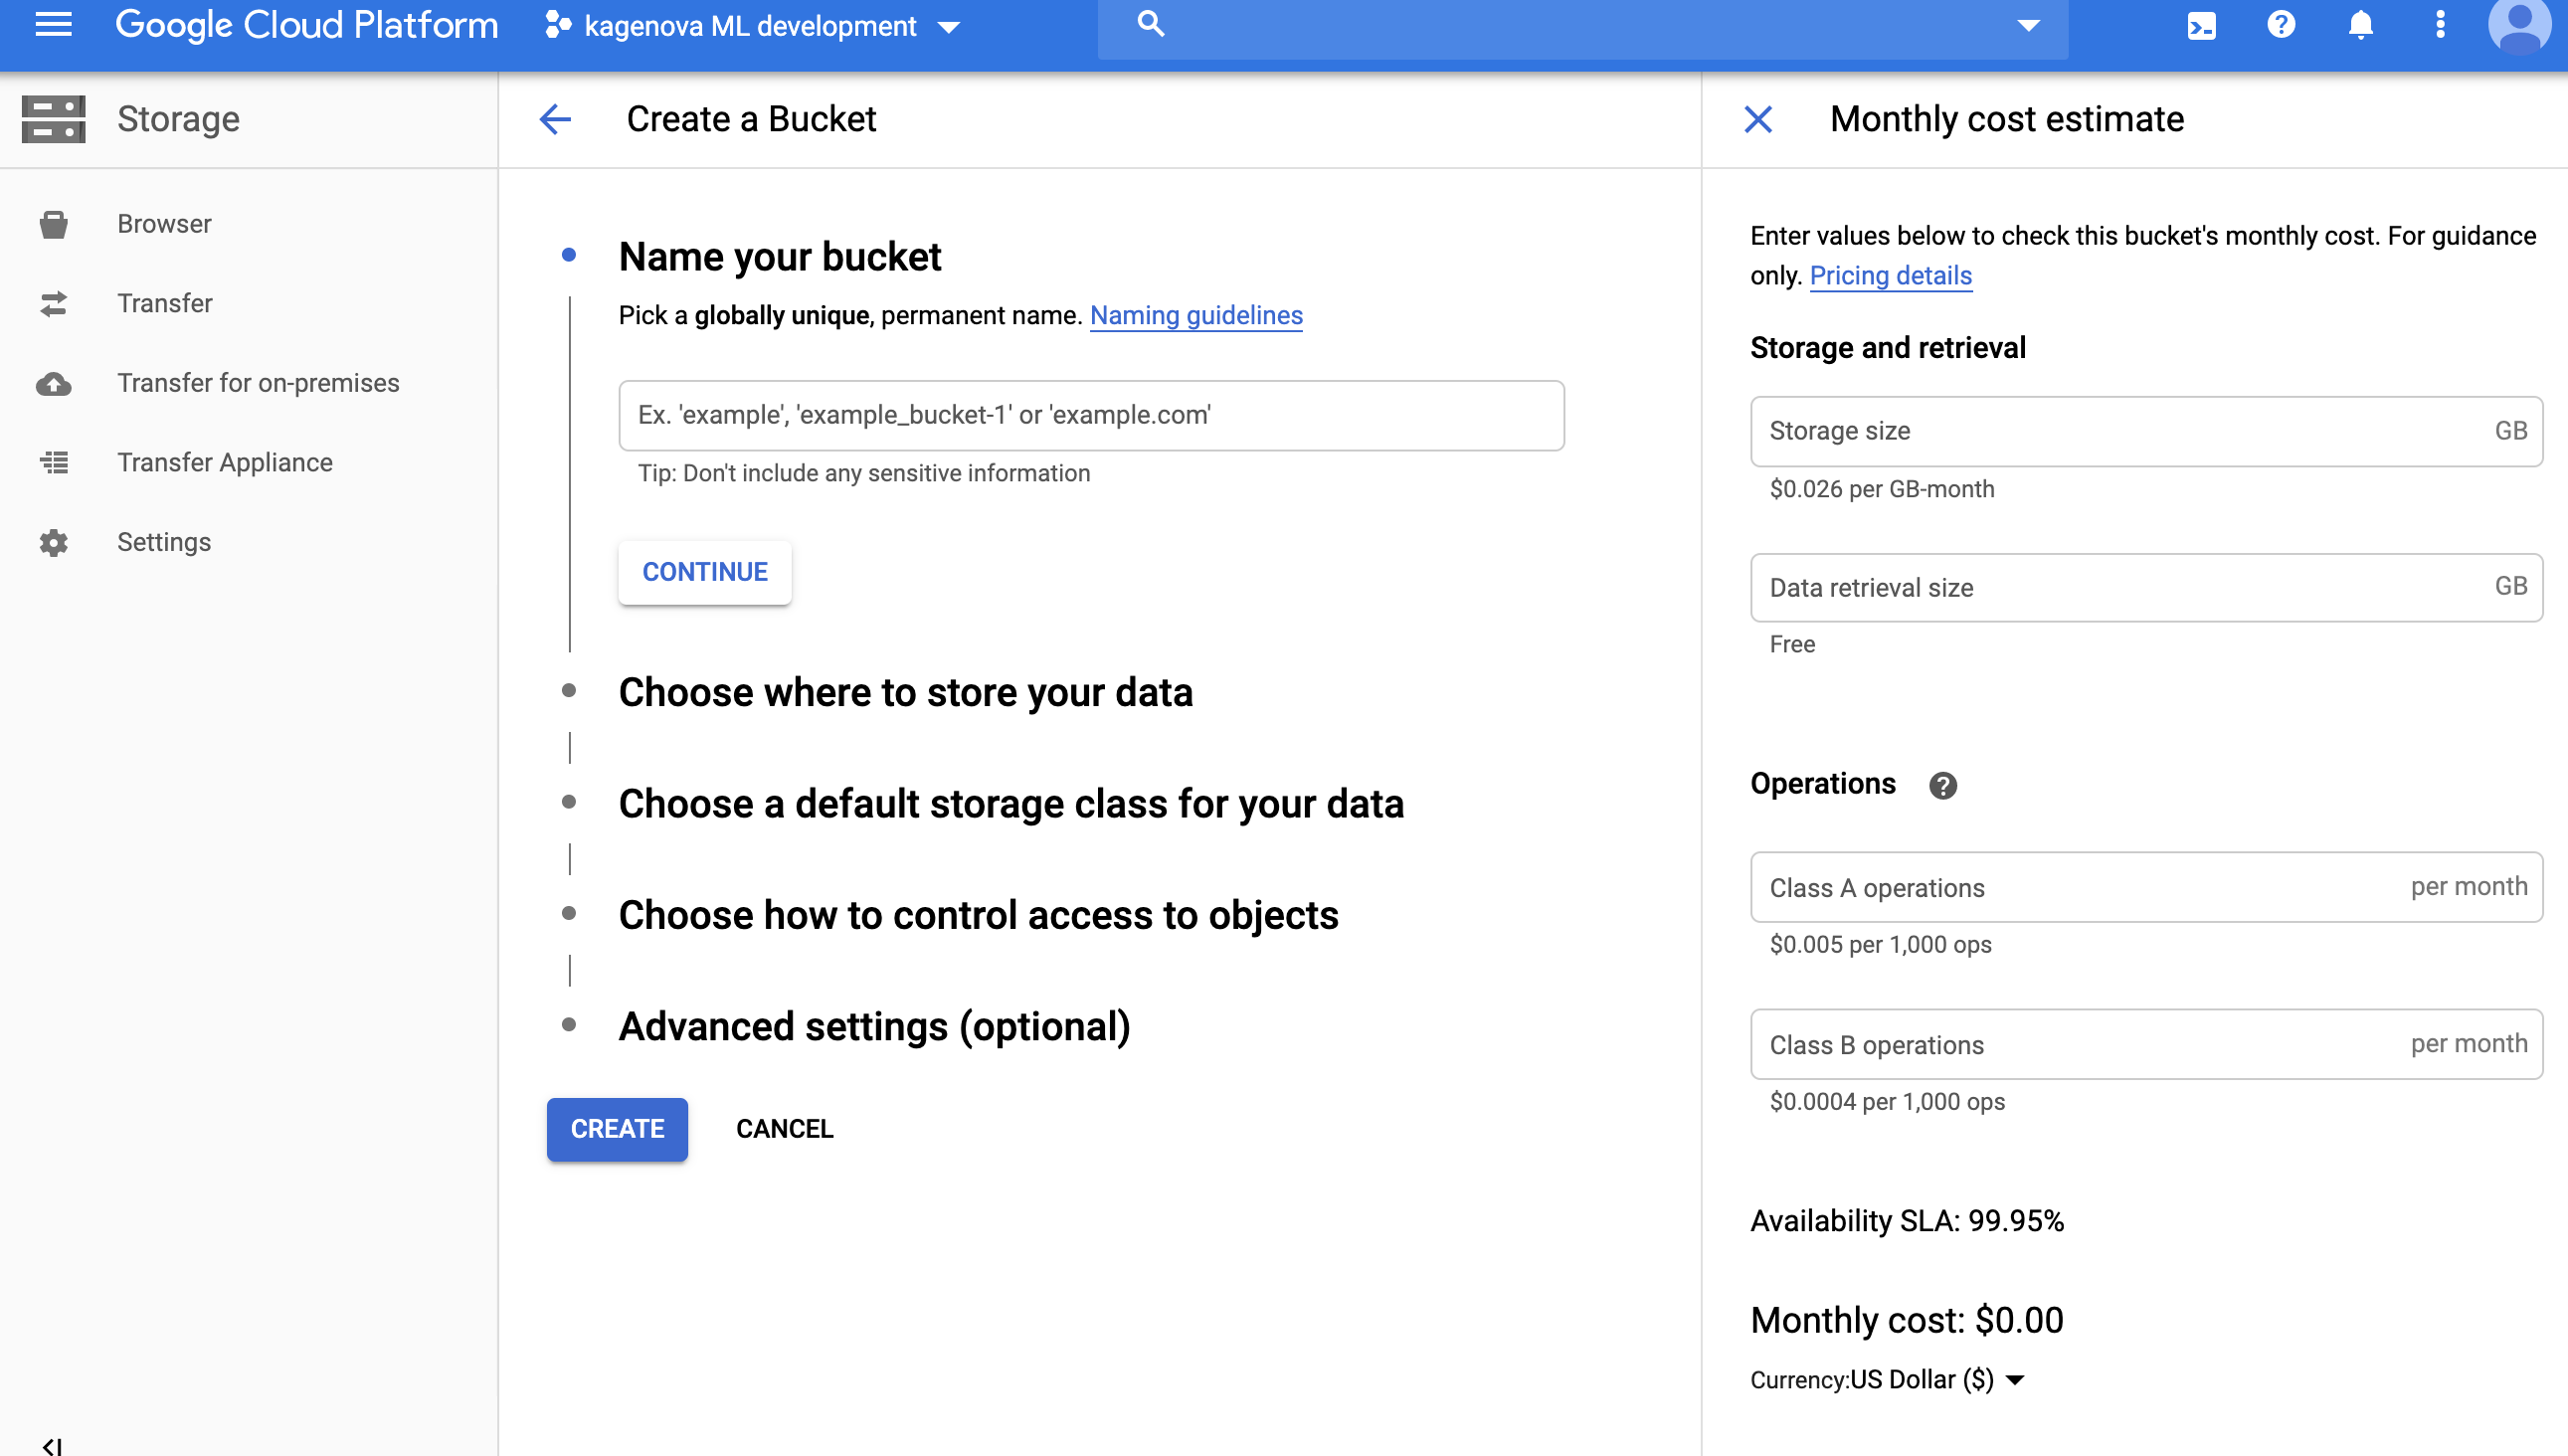 Google Cloud Platform
kagenova ML development
Storage
Browser
Transfer
Transfer for on-premises
Transfer Appliance
Settings
Create a Bucket
Name your bucket
Pick a globally unique, permanent name. Naming guidelines
Ex. 'example', 'example_bucket-1' or 'example.com'
Tip: Don't include any sensitive information
CONTINUE
Choose where to store your data
Choose a default storage class for your data
Choose how to control access to objects
Advanced settings (optional)
CREATE CANCEL
Monthly cost estimate
Enter values below to check this bucket's monthly cost. For guidance
only. Pricing details
Storage and retrieval
Storage size GB
$0.026 per GB-month
Data retrieval size GB
Free
Operations
Class A operations per month
$0.005 per 1,000 ops
Class B operations per month
$0.0004 per 1,000 ops
Availability SLA: 99.95%
Monthly cost: $0.00
Currency:US Dollar ($)